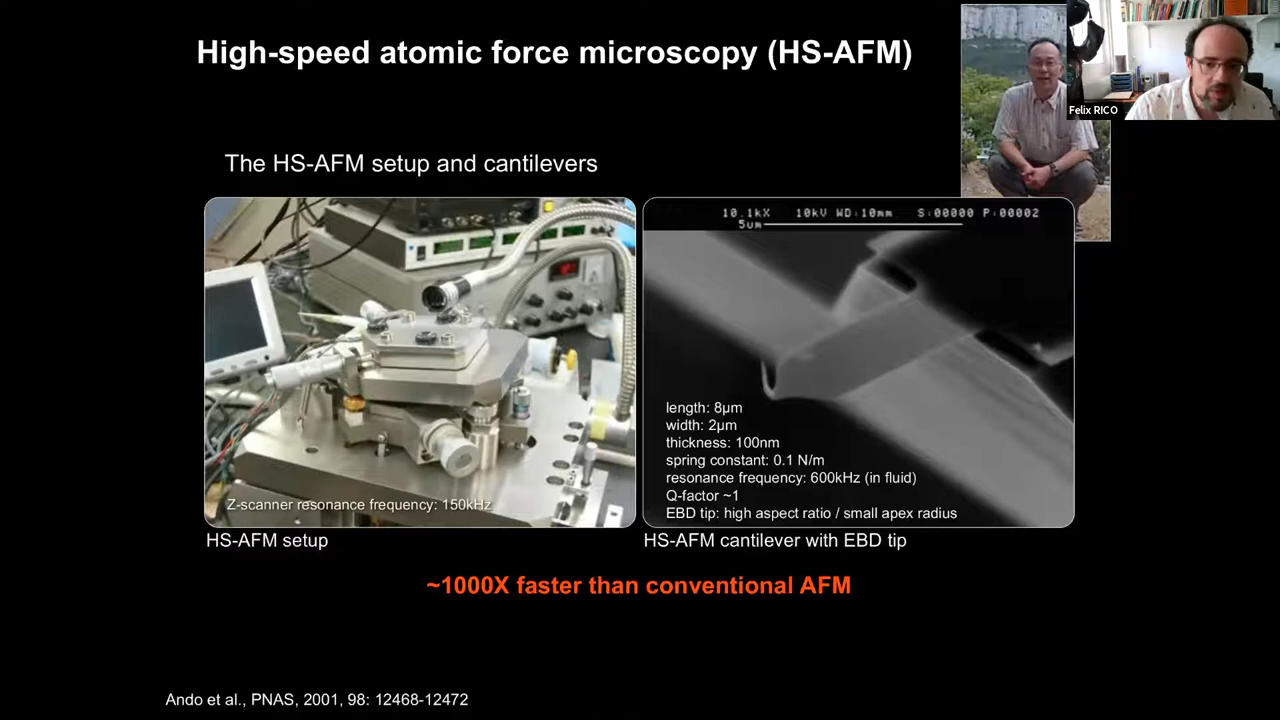 High-speed atomic force microscopy (HS-AFM)
Felix RICO
The HS-AFM setup and cantilevers
10.1kX 10kV WD:10mm S:00000 P:00002
5um
length: 8µm
width: 2µm
thickness: 100nm
spring constant: 0.1 N/m
resonance frequency: 600kHz (in fluid)
Q-factor ~1
EBD tip: high aspect ratio / small apex radius
Z-scanner resonance frequency: 150kHz
HS-AFM setup
HS-AFM cantilever with EBD tip
~1000X faster than conventional AFM
Ando et al., PNAS, 2001, 98: 12468-12472